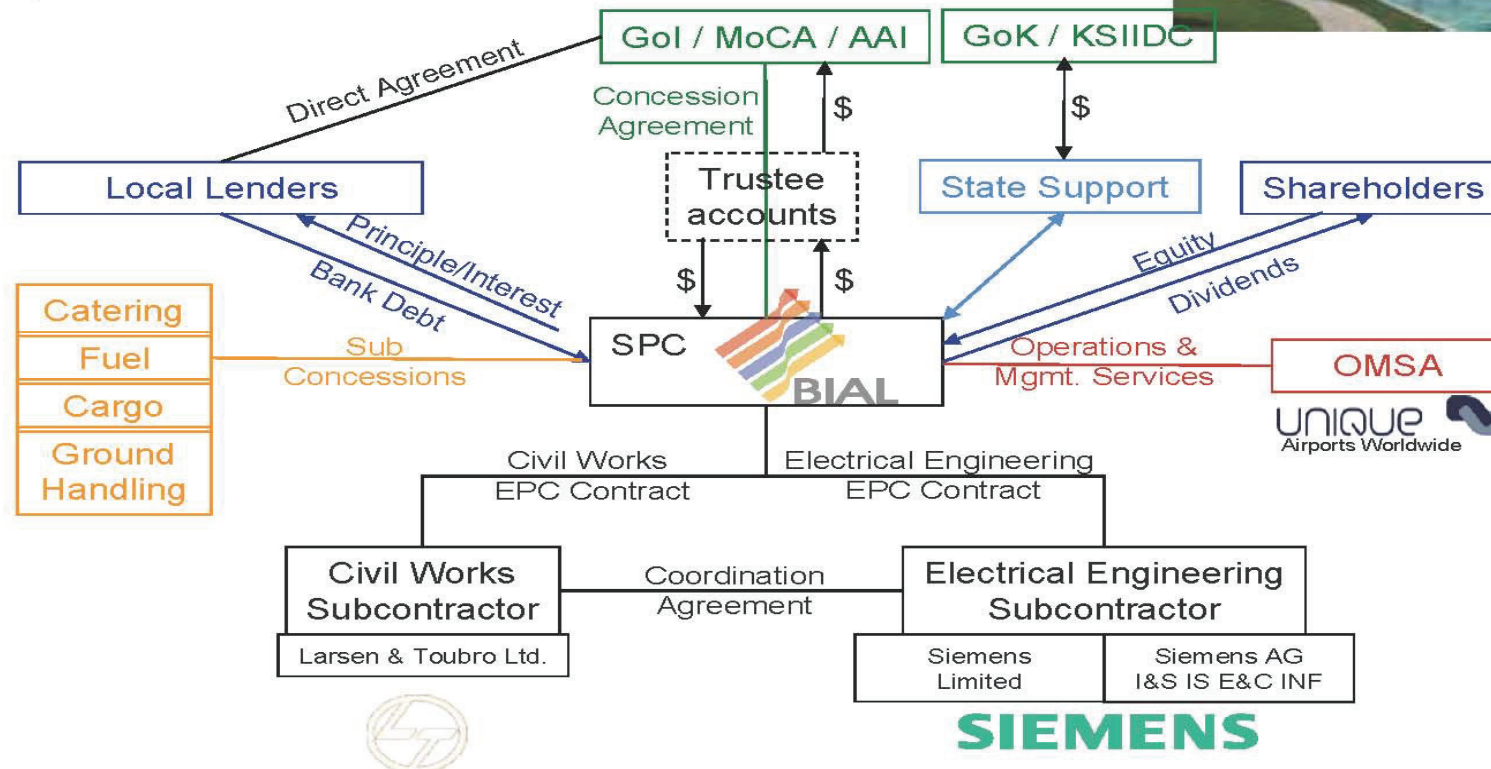 GoI / MoCA / AAI
GoK / KSIIDC
Direct Agreement
Concession
Agreement
$
$
Local Lenders
Trustee
accounts
State Support
Shareholders
Principle/Interest
Bank Debt
$
$
Equity
Dividends
Catering
Fuel
Cargo
Ground
Handling
Sub
Concessions
SPC
BIAL
Operations &
Mgmt. Services
OMSA
UNIQUE
Airports Worldwide
Civil Works
EPC Contract
Electrical Engineering
EPC Contract
Civil Works
Subcontractor
Larsen & Toubro Ltd.
Coordination
Agreement
Electrical Engineering
Subcontractor
Siemens
Limited
Siemens AG
I&S IS E&C INF
LT
SIEMENS